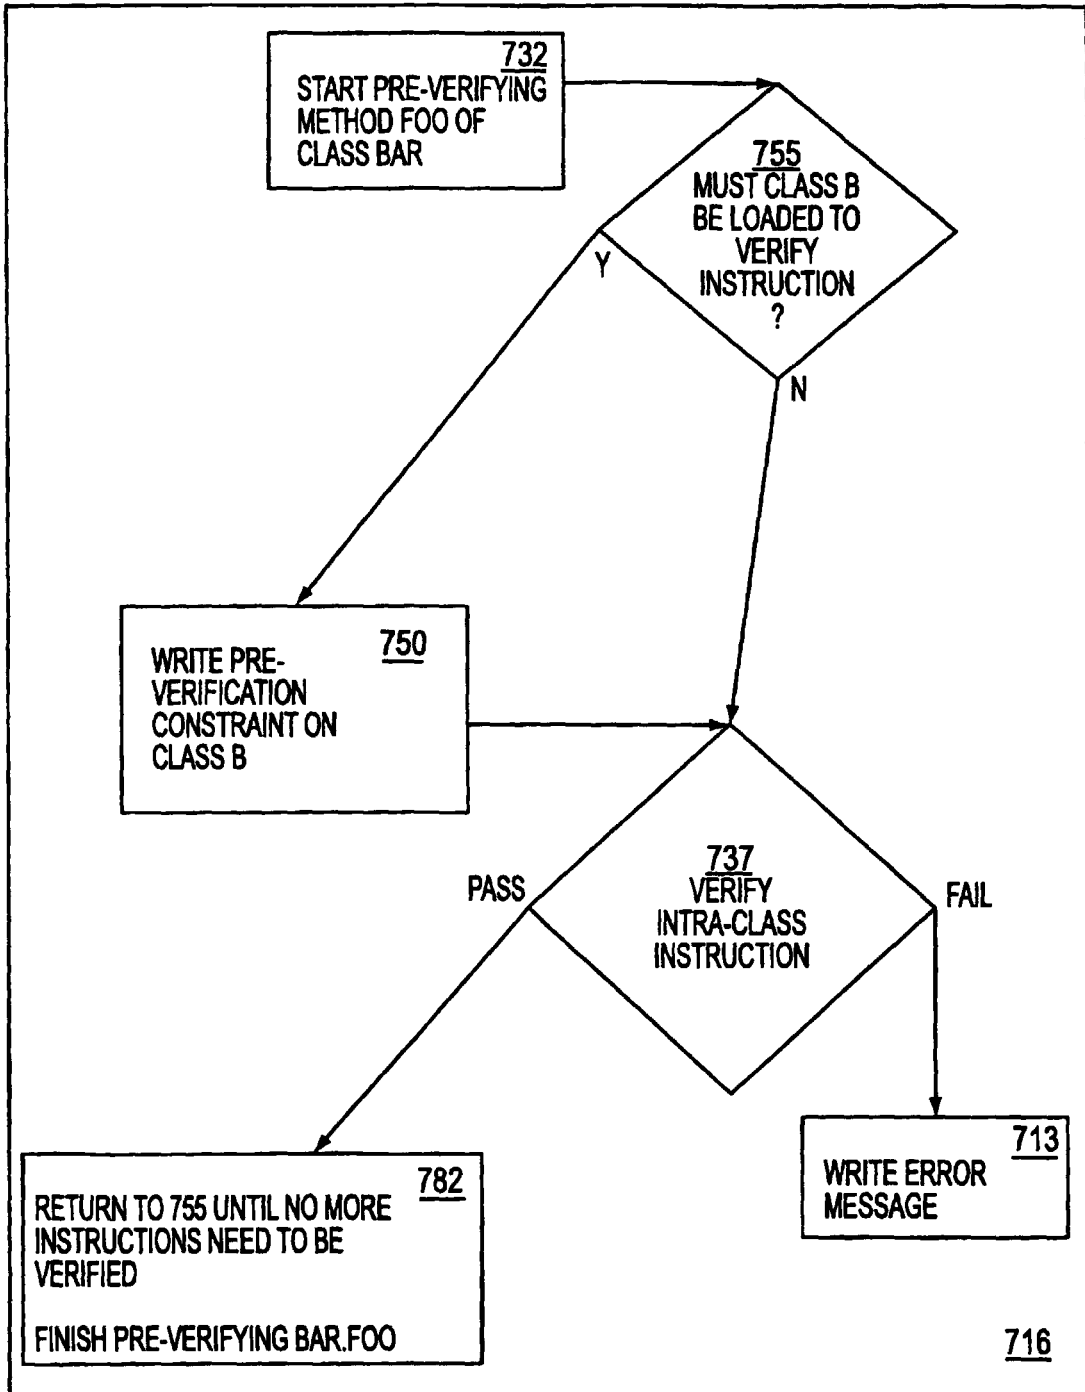 732
START PRE-VERIFYING
METHOD FOO OF
CLASS BAR
755
MUST CLASS B
BE LOADED TO
VERIFY
INSTRUCTION
?
Y
N
750
WRITE PRE-
VERIFICATION
CONSTRAINT ON
CLASS B
737
VERIFY
INTRA-CLASS
INSTRUCTION
PASS
FAIL
782
RETURN TO 755 UNTIL NO MORE
INSTRUCTIONS NEED TO BE
VERIFIED
FINISH PRE-VERIFYING BAR.FOO
713
WRITE ERROR
MESSAGE
716